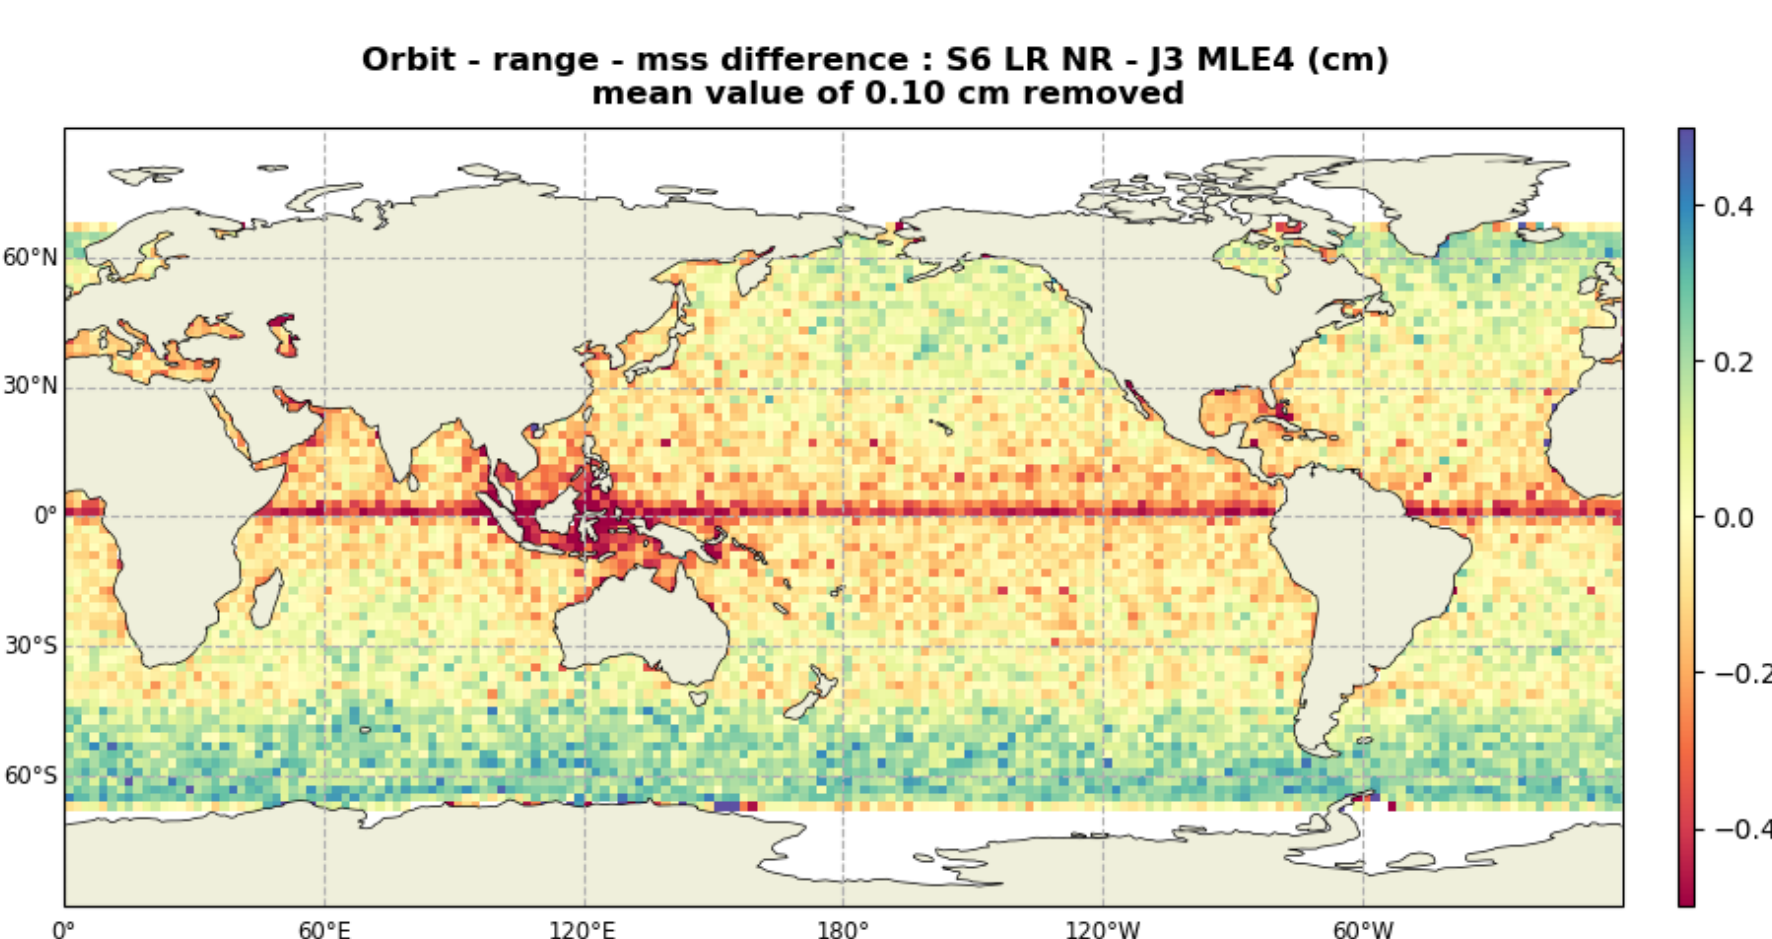 Orbit - range - mss difference : S6 LR NR - J3 MLE4 (cm)
mean value of 0.10 cm removed
60°N
30°N
0°
30°S
60°S
0°
60°E
120°E
180°
120°W
60°W
0.4
0.2
0.0
−0.2
−0.4